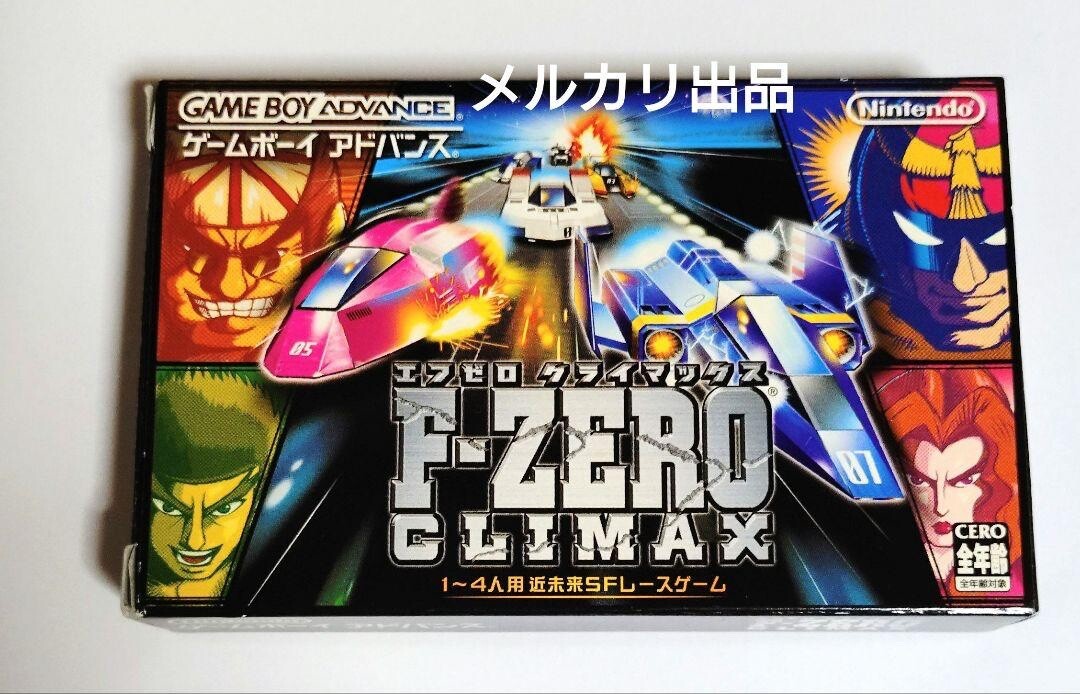 メルカリ出品
GAME BOY ADVANCE
Nintendo®
ゲームボーイ アドバンス®
07
05
エフゼロ クライマックス
F-ZERO®
CLIMAX
07
1～4人用 近未来SFレースゲーム
CERO
全年齢
全年齢対象
F-ZERO